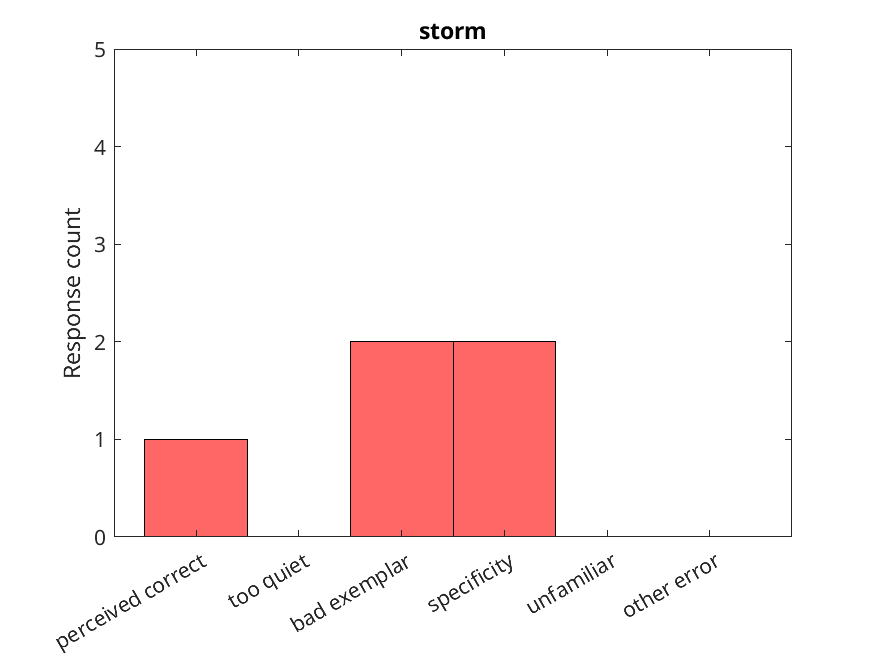 storm
Response count
5
4
3
2
1
0
perceived correct
too quiet
bad exemplar
specificity
unfamiliar
other error